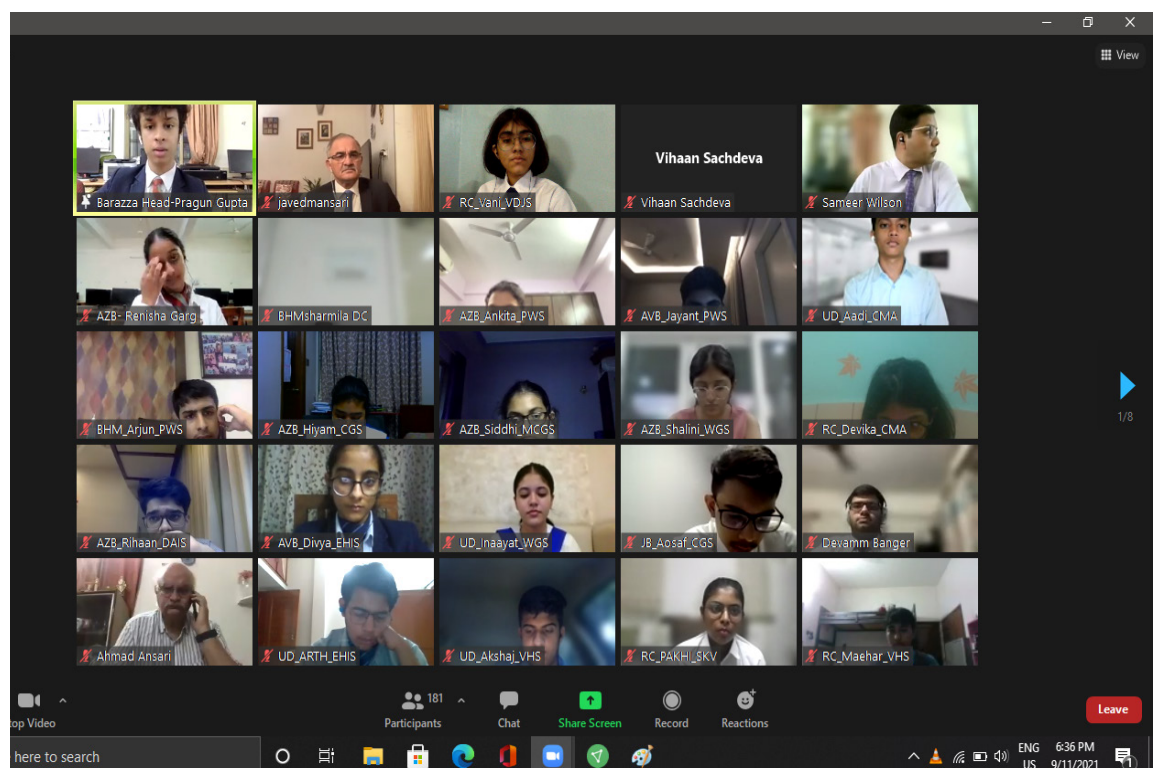 View
Barazza Head-Pragun Gupta
javedmansari
RC_Vani_VDJS
Vihaan Sachdeva
Vihaan Sachdeva
Sameer Wilson
AZB- Renisha Garg
BHMsharmila DC
AZB_Ankita_PWS
AVB_Jayant_PWS
UD_Aadi_CMA
BHM_Arjun_PWS
AZB_Hiyam_CGS
AZB_Siddhi_MCGS
AZB_Shalini_WGS
RC_Devika_CMA
1/8
AZB_Rihaan_DAIS
AVB_Divya_EHIS
UD_Inaayat_WGS
JB_Aosaf_CGS
Devamm Banger
Ahmad Ansari
UD_ARTH_EHIS
UD_Akshaj_VHS
RC_PAKHI_SKV
RC_Maehar_VHS
181
top Video
Participants
Chat
Share Screen
Record
Reactions
Leave
here to search
ENG
US
6:36 PM
9/11/2021
1